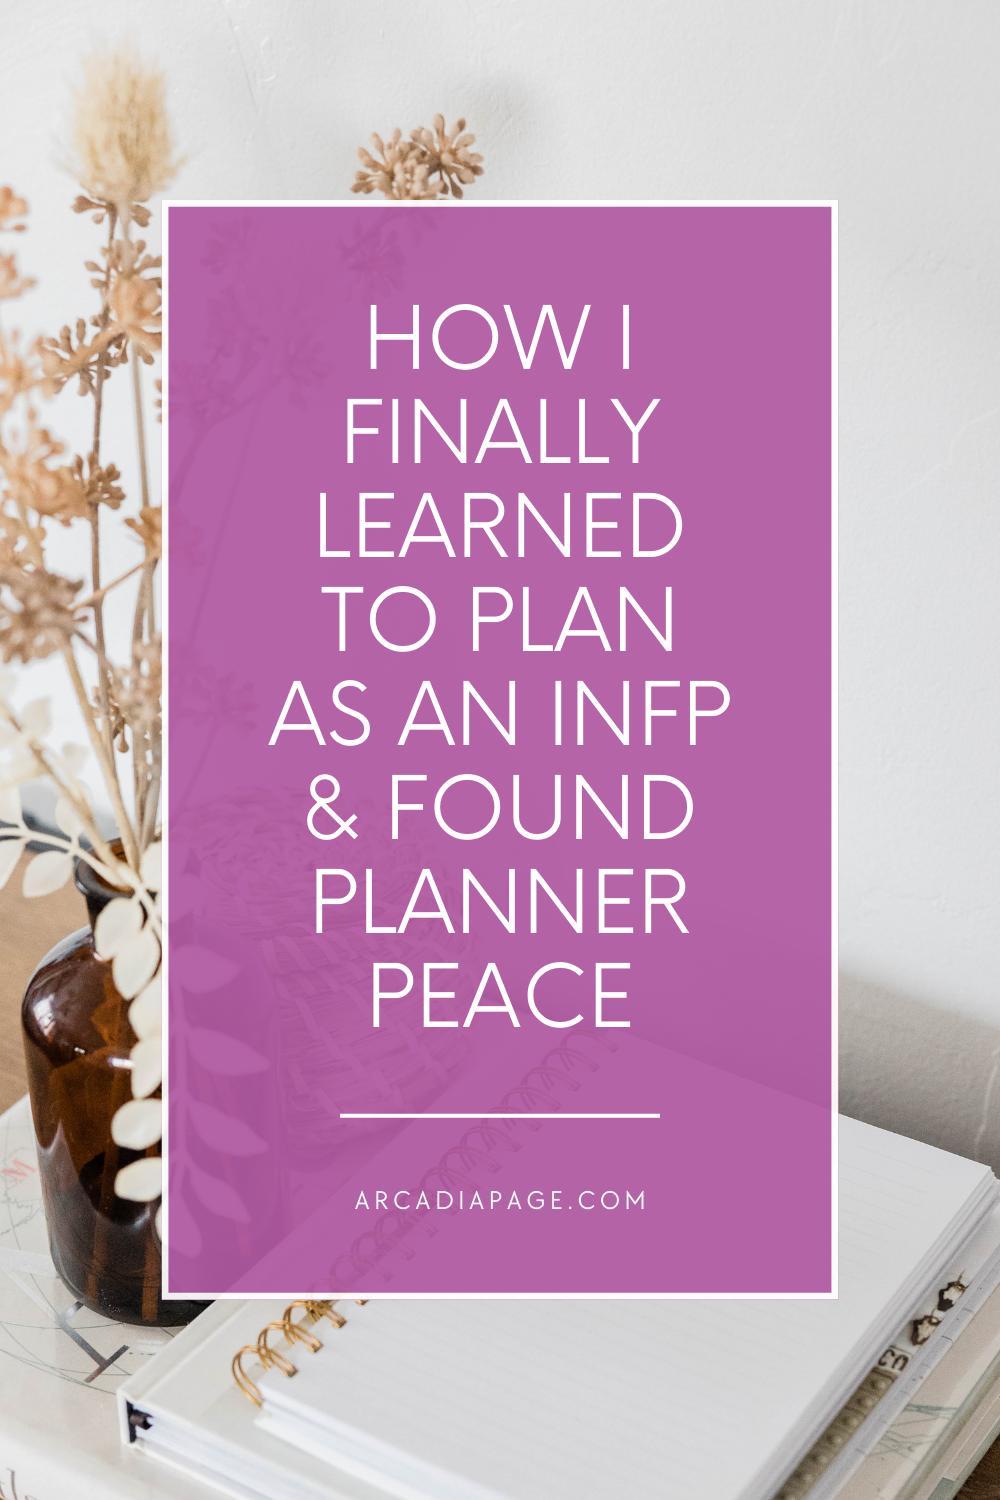 HOW I
FINALLY
LEARNED
TO PLAN
AS AN INFP
& FOUND
PLANNER
PEACE
ARCADIAPAGE.COM